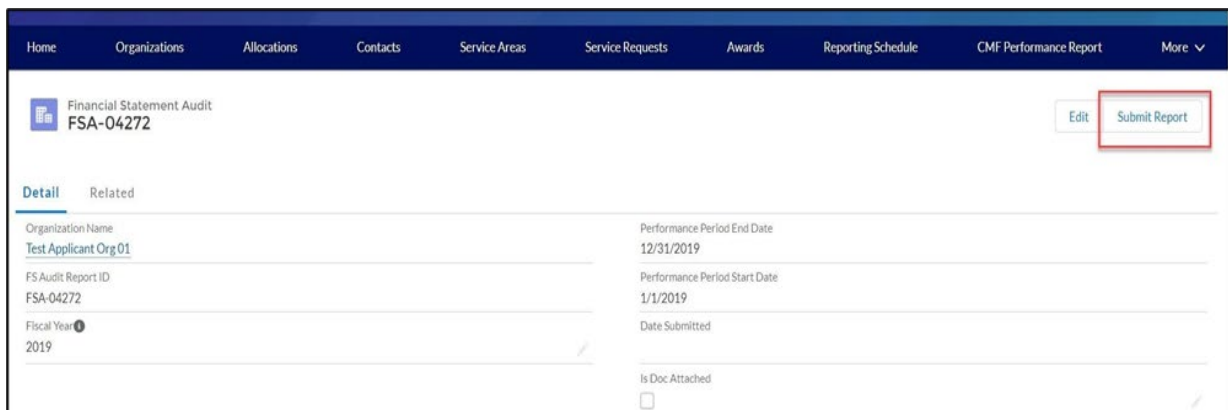 Home Organizations Allocations Contacts Service Areas Service Requests Awards Reporting Schedule CMF Performance Report More
Financial Statement Audit
FSA-04272
Edit Submit Report
Detail Related
Organization Name
Test Applicant Org 01
FS Audit Report ID
FSA-04272
Fiscal Year
2019
Performance Period End Date
12/31/2019
Performance Period Start Date
1/1/2019
Date Submitted
Is Doc Attached